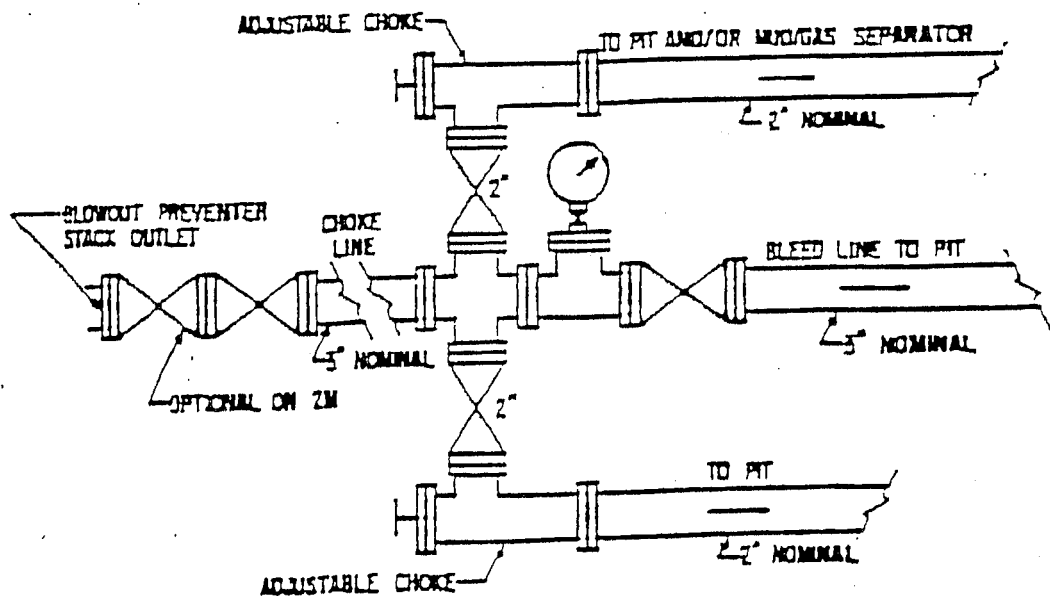 ADJUSTABLE CHOKE
TO PIT AND/OR MUD/GAS SEPARATOR
2" NOMINAL
2"
BLOWOUT PREVENTER
STACK OUTLET
CHOKE
LINE
BLEED LINE TO PIT
3" NOMINAL
3" NOMINAL
OPTIONAL ON 2M
2"
TO PIT
2" NOMINAL
ADJUSTABLE CHOKE